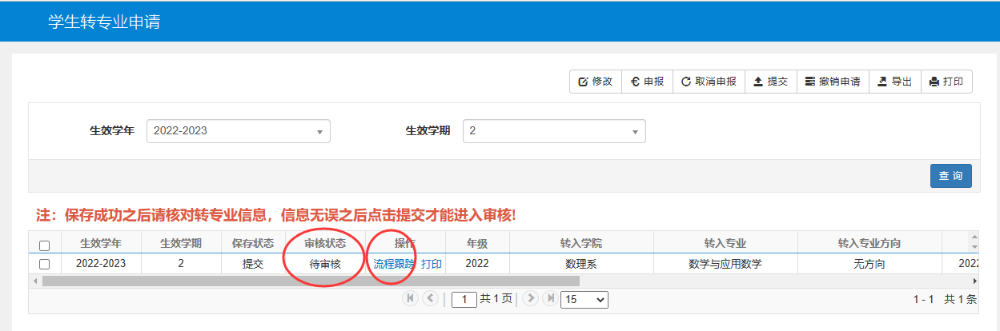 学生转专业申请
修改 申报 取消申报 提交 撤销申请 导出 打印
生效学年 2022-2023 生效学期 2
查 询
注：保存成功之后请核对转专业信息，信息无误之后点击提交才能进入审核!
生效学年 生效学期 保存状态 审核状态 操作 年级 转入学院 转入专业 转入专业方向
2022-2023 2 提交 待审核 流程跟踪 打印 2022 数理系 数学与应用数学 无方向 2022
1 共 1 页 15 1 - 1 共 1 条